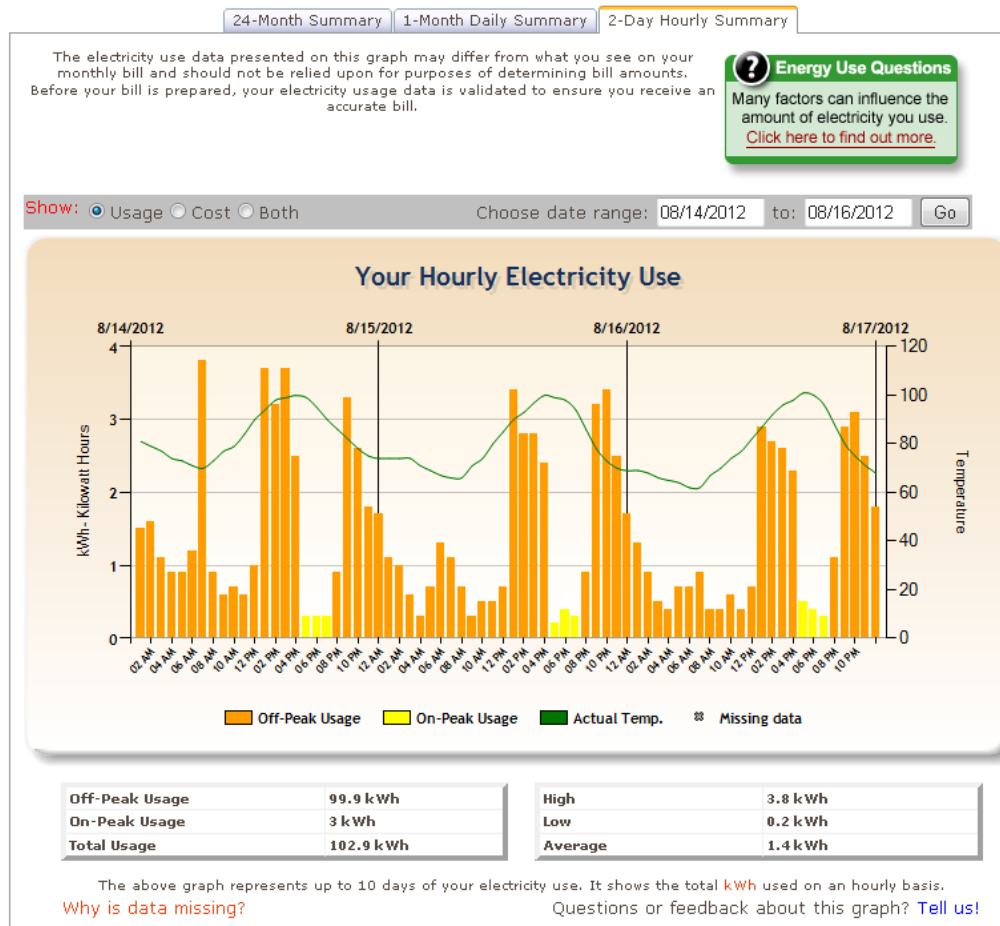 24-Month Summary 1-Month Daily Summary 2-Day Hourly Summary
The electricity use data presented on this graph may differ from what you see on your
monthly bill and should not be relied upon for purposes of determining bill amounts.
Before your bill is prepared, your electricity usage data is validated to ensure you receive an
accurate bill.
? Energy Use Questions
Many factors can influence the
amount of electricity you use.
Click here to find out more.
Show: Usage Cost Both Choose date range: 08/14/2012 to: 08/16/2012 Go
Your Hourly Electricity Use
8/14/2012 8/15/2012 8/16/2012 8/17/2012
4 120
100
3
80
2 60
40
1
20
0 0
kWh- Kilowatt Hours
Temperature
02 AM 04 AM 06 AM 08 AM 10 AM 12 PM 02 PM 04 PM 06 PM 08 PM 10 PM 12 AM 02 AM 04 AM 06 AM 08 AM 10 AM 12 PM 02 PM 04 PM 06 PM 08 PM 10 PM 12 AM 02 AM 04 AM 06 AM 08 AM 10 AM 12 PM 02 PM 04 PM 06 PM 08 PM 10 PM
Off-Peak Usage On-Peak Usage Actual Temp. Missing data
Off-Peak Usage 99.9 kWh
On-Peak Usage 3 kWh
Total Usage 102.9 kWh
High 3.8 kWh
Low 0.2 kWh
Average 1.4 kWh
The above graph represents up to 10 days of your electricity use. It shows the total kWh used on an hourly basis.
Why is data missing? Questions or feedback about this graph? Tell us!